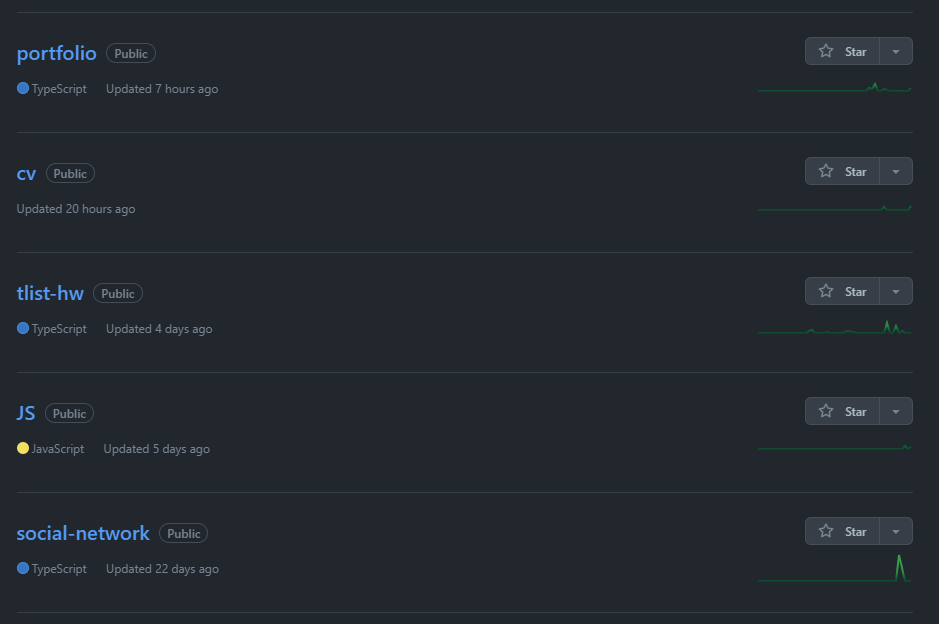 portfolio Public Star
TypeScript Updated 7 hours ago
cv Public Star
Updated 20 hours ago
tlist-hw Public Star
TypeScript Updated 4 days ago
JS Public Star
JavaScript Updated 5 days ago
social-network Public Star
TypeScript Updated 22 days ago